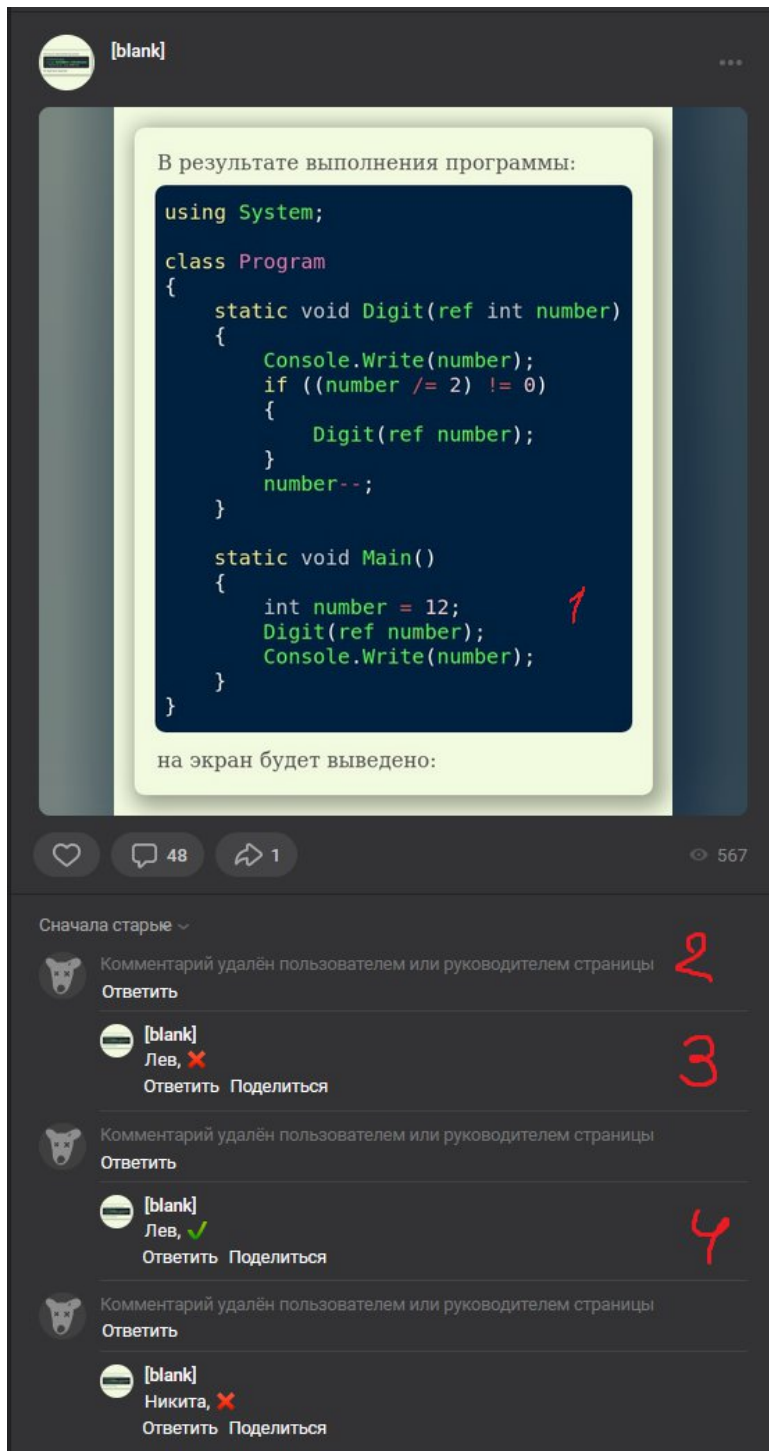 [blank]
В результате выполнения программы:
using System;
class Program
{
    static void Digit(ref int number)
    {
        Console.Write(number);
        if ((number /= 2) != 0)
        {
            Digit(ref number);
        }
        number--;
    }
    static void Main()
    {
        int number = 12;
        Digit(ref number);
        Console.Write(number);
    }
}
1
на экран будет выведено:
48 1 567
Сначала старые
Комментарий удалён пользователем или руководителем страницы 2
Ответить
[blank]
Лев, ❌ 3
Ответить Поделиться
Комментарий удалён пользователем или руководителем страницы
Ответить
[blank]
Лев, ✔ 4
Ответить Поделиться
Комментарий удалён пользователем или руководителем страницы
Ответить
[blank]
Никита, ❌
Ответить Поделиться